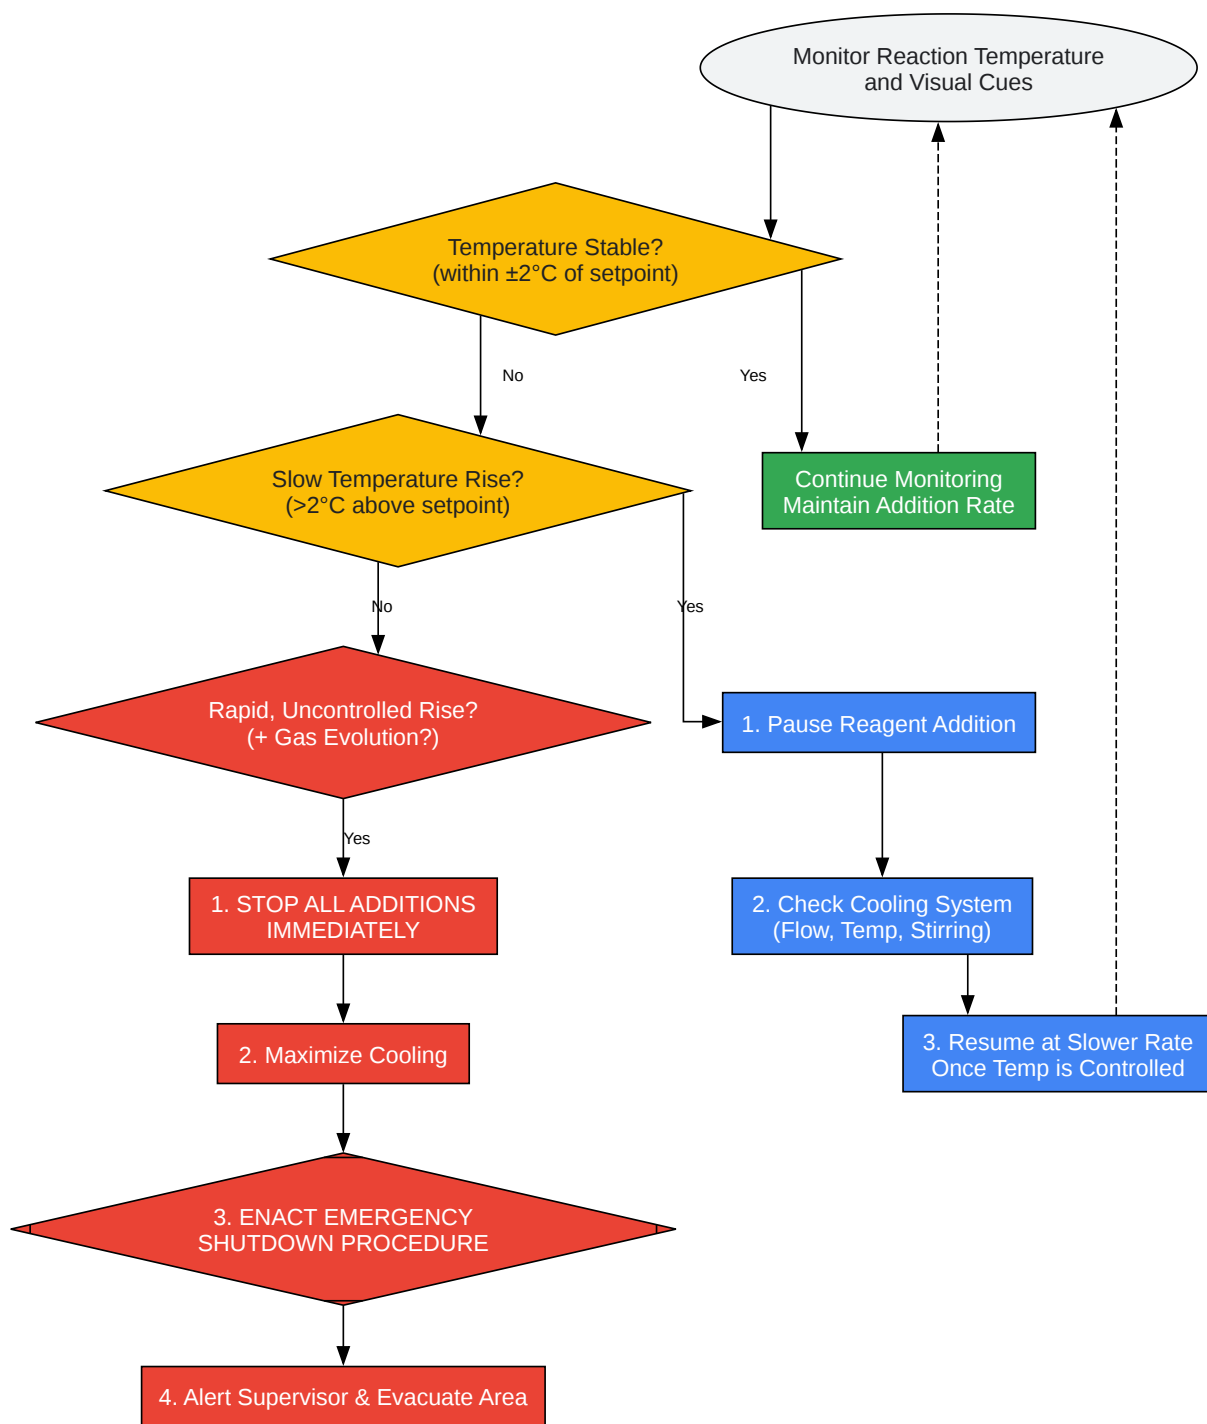 Monitor Reaction Temperature
and Visual Cues
Temperature Stable?
(within ±2°C of setpoint)
No
Yes
Slow Temperature Rise?
(>2°C above setpoint)
Continue Monitoring
Maintain Addition Rate
No
Yes
Rapid, Uncontrolled Rise?
(+ Gas Evolution?)
1. Pause Reagent Addition
Yes
1. STOP ALL ADDITIONS
IMMEDIATELY
2. Check Cooling System
(Flow, Temp, Stirring)
2. Maximize Cooling
3. Resume at Slower Rate
Once Temp is Controlled
3. ENACT EMERGENCY
SHUTDOWN PROCEDURE
4. Alert Supervisor & Evacuate Area